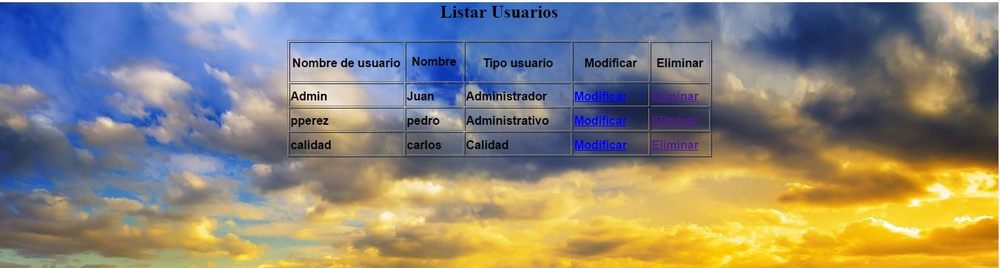 Listar Usuarios
Nombre de usuario Nombre Tipo usuario Modificar Eliminar
Admin Juan Administrador Modificar Eliminar
pperez pedro Administrativo Modificar Eliminar
calidad carlos Calidad Modificar Eliminar